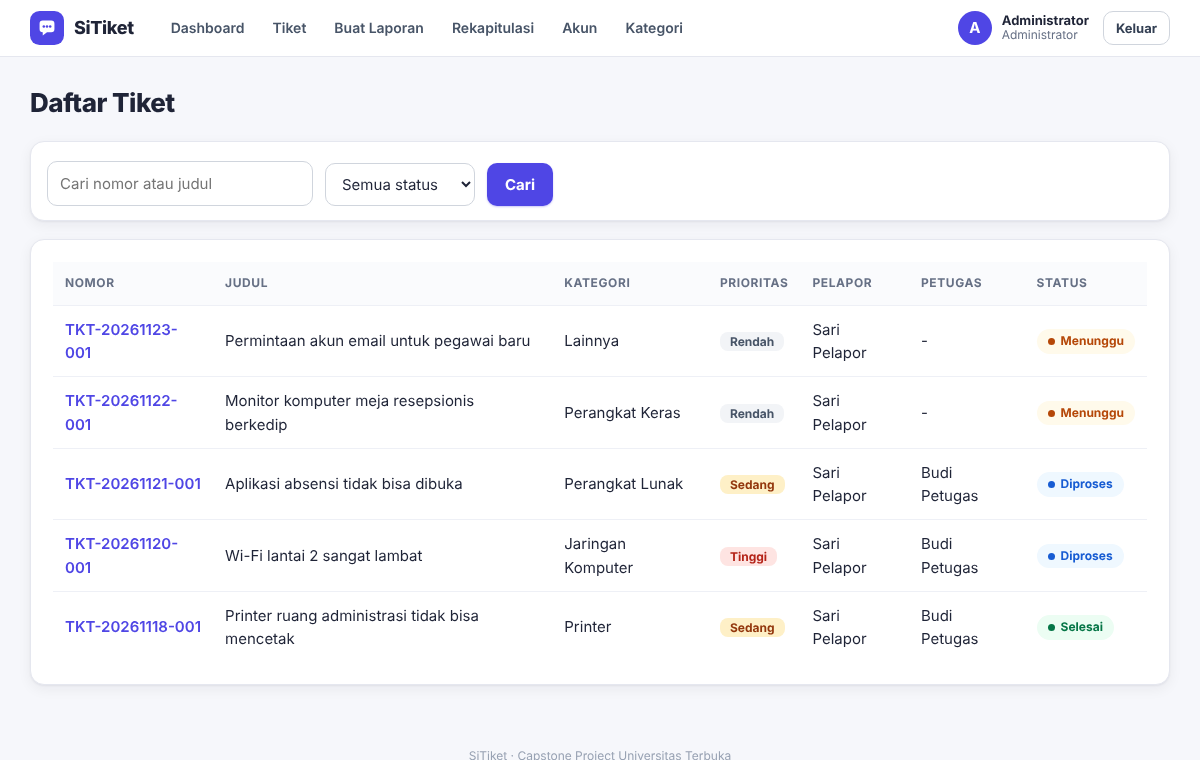 SiTiket Dashboard Tiket Buat Laporan Rekapitulasi Akun Kategori A Administrator Keluar
Administrator
Daftar Tiket
Cari nomor atau judul Semua status Cari
NOMOR JUDUL KATEGORI PRIORITAS PELAPOR PETUGAS STATUS
TKT-20261123-
001
Permintaan akun email untuk pegawai baru
Lainnya
Rendah
Sari
Pelapor
-
Menunggu
TKT-20261122-
001
Monitor komputer meja resepsionis
berkedip
Perangkat Keras
Rendah
Sari
Pelapor
-
Menunggu
TKT-20261121-001
Aplikasi absensi tidak bisa dibuka
Perangkat Lunak
Sedang
Sari
Pelapor
Budi
Petugas
Diproses
TKT-20261120-
001
Wi-Fi lantai 2 sangat lambat
Jaringan
Komputer
Tinggi
Sari
Pelapor
Budi
Petugas
Diproses
TKT-20261118-001
Printer ruang administrasi tidak bisa
mencetak
Printer
Sedang
Sari
Pelapor
Budi
Petugas
Selesai
SiTiket · Capstone Project Universitas Terbuka